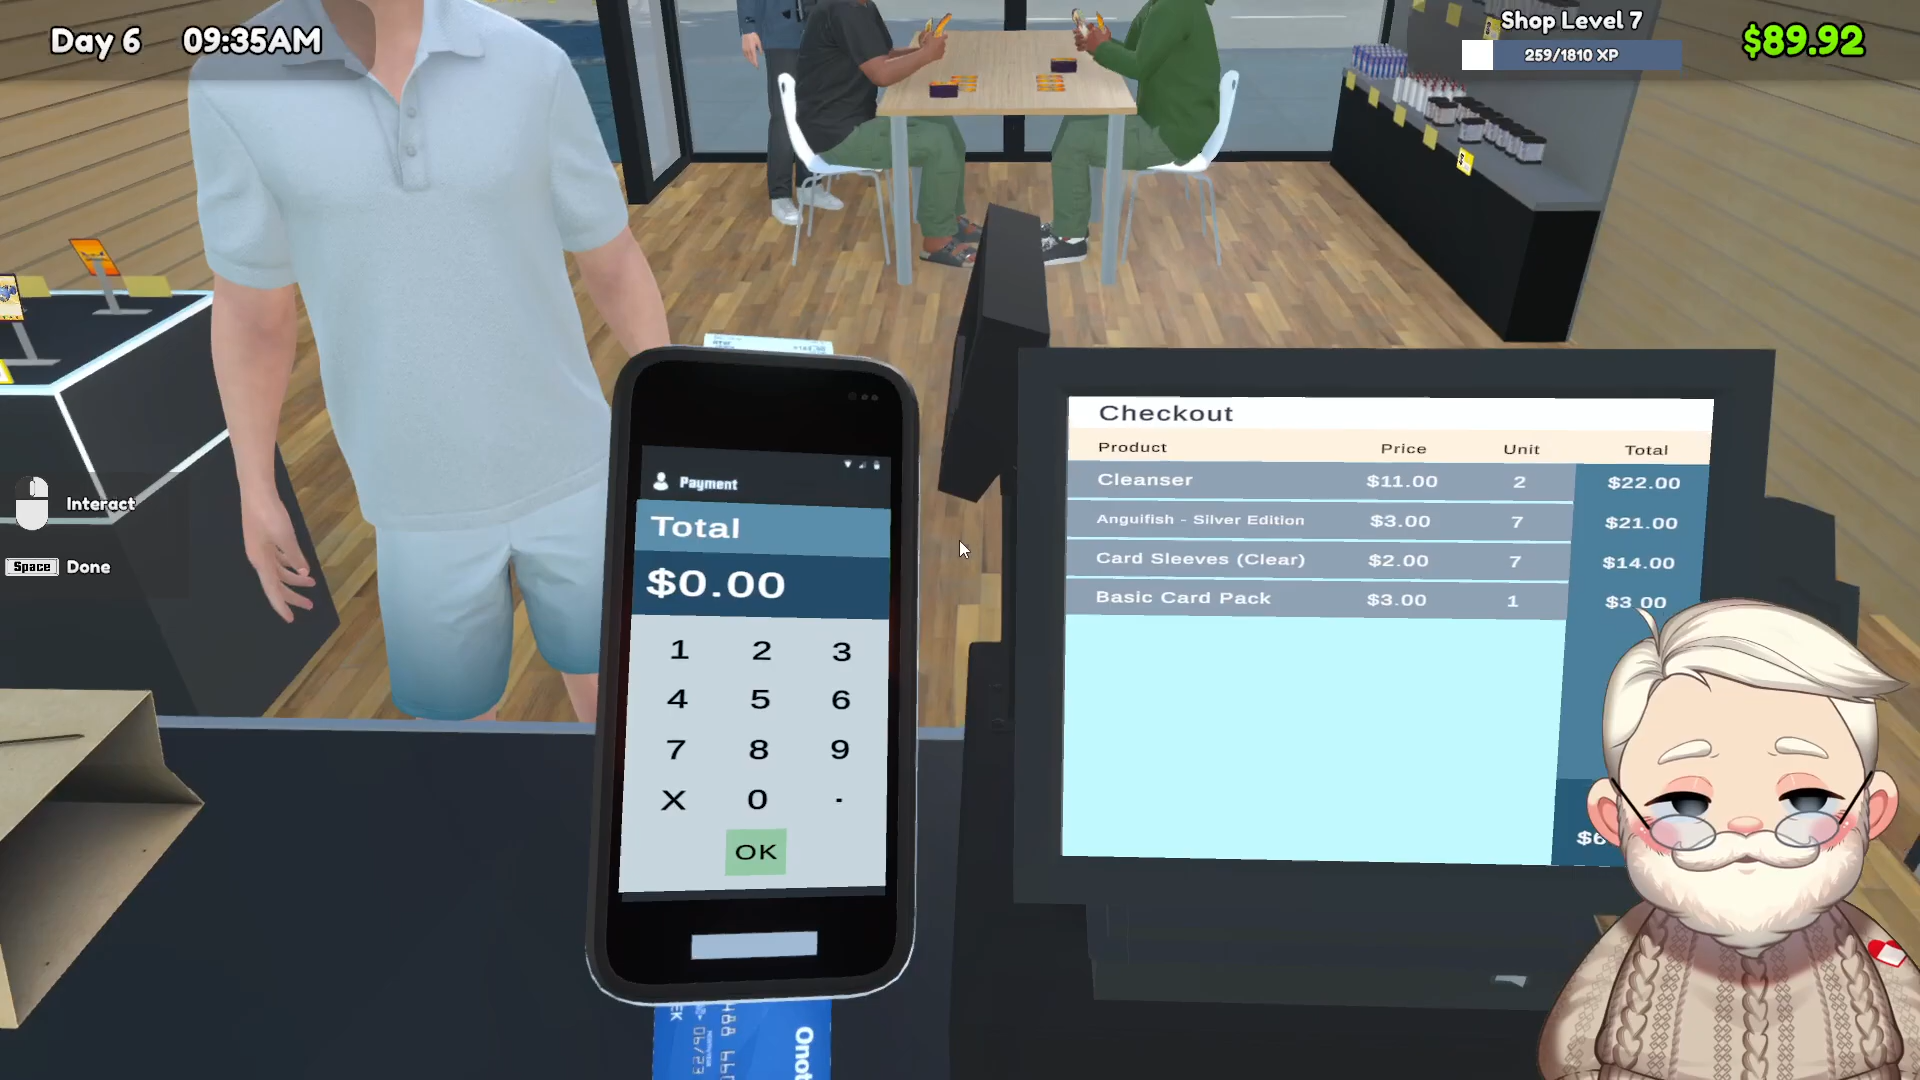 Day 6 09:35AM
Shop Level 7
259/1810 XP
$89.92
Interact
Space Done
Payment
Total
$0.00
1 2 3
4 5 6
7 8 9
X 0 .
OK
Checkout
Product Price Unit Total
Cleanser $11.00 2 $22.00
Anguifish - Silver Edition $3.00 7 $21.00
Card Sleeves (Clear) $2.00 7 $14.00
Basic Card Pack $3.00 1 $3.00
$6
Onot